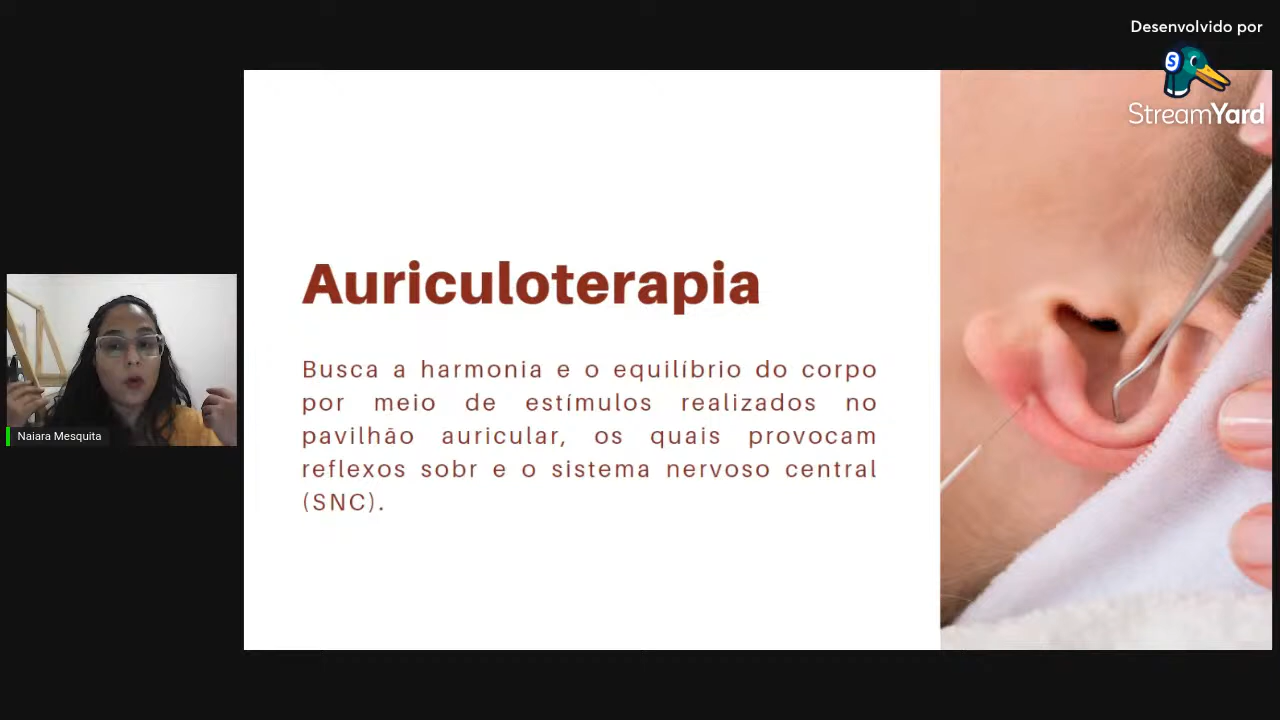 Desenvolvido por
S
StreamYard
Auriculoterapia
Busca a harmonia e o equilíbrio do corpo
por meio de estímulos realizados no
pavilhão auricular, os quais provocam
reflexos sobr e o sistema nervoso central
(SNC).
Naiara Mesquita